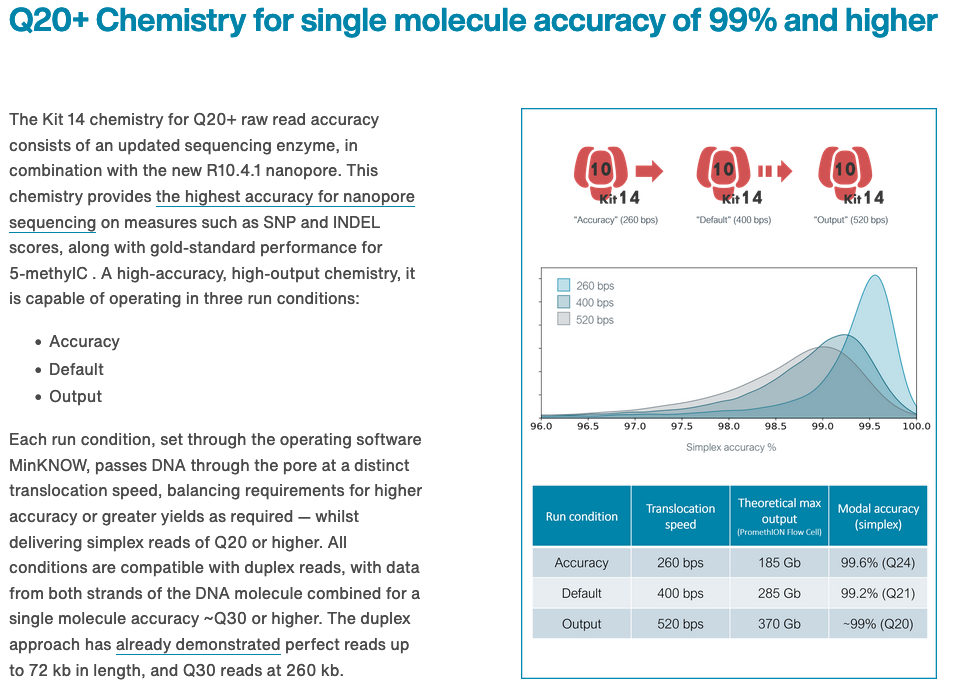 Q20+ Chemistry for single molecule accuracy of 99% and higher
The Kit 14 chemistry for Q20+ raw read accuracy
consists of an updated sequencing enzyme, in
combination with the new R10.4.1 nanopore. This
chemistry provides the highest accuracy for nanopore
sequencing on measures such as SNP and INDEL
scores, along with gold-standard performance for
5-methylC . A high-accuracy, high-output chemistry, it
is capable of operating in three run conditions:
• Accuracy
• Default
• Output
Each run condition, set through the operating software
MinKNOW, passes DNA through the pore at a distinct
translocation speed, balancing requirements for higher
accuracy or greater yields as required — whilst
delivering simplex reads of Q20 or higher. All
conditions are compatible with duplex reads, with data
from both strands of the DNA molecule combined for a
single molecule accuracy ~Q30 or higher. The duplex
approach has already demonstrated perfect reads up
to 72 kb in length, and Q30 reads at 260 kb.
10 10 10
Kit 14 Kit 14 Kit 14
"Accuracy" (260 bps) "Default" (400 bps) "Output" (520 bps)
260 bps
400 bps
520 bps
96.0 96.5 97.0 97.5 98.0 98.5 99.0 99.5 100.0
Simplex accuracy %
Run condition
Translocation
speed
Theoretical max
output
(PromethION Flow Cell)
Modal accuracy
(simplex)
Accuracy 260 bps 185 Gb 99.6% (Q24)
Default 400 bps 285 Gb 99.2% (Q21)
Output 520 bps 370 Gb ~99% (Q20)